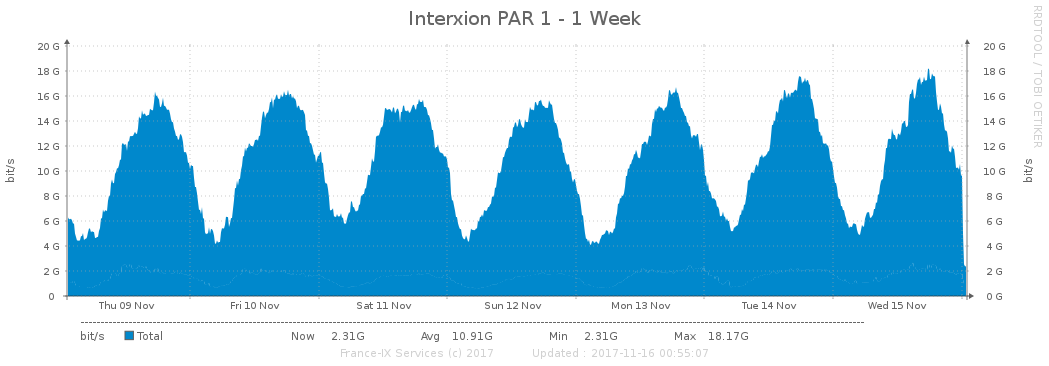 Interxion PAR 1 - 1 Week
RRDTOOL / TOBI OETIKER
20 G 20 G
18 G 18 G
16 G 16 G
14 G 14 G
12 G 12 G
10 G 10 G
8 G 8 G
6 G 6 G
4 G 4 G
2 G 2 G
0 0 G
bit/s bit/s
Thu 09 Nov Fri 10 Nov Sat 11 Nov Sun 12 Nov Mon 13 Nov Tue 14 Nov Wed 15 Nov
bit/s Total Now 2.31G Avg 10.91G Min 2.31G Max 18.17G
France-IX Services (c) 2017 Updated : 2017-11-16 00:55:07